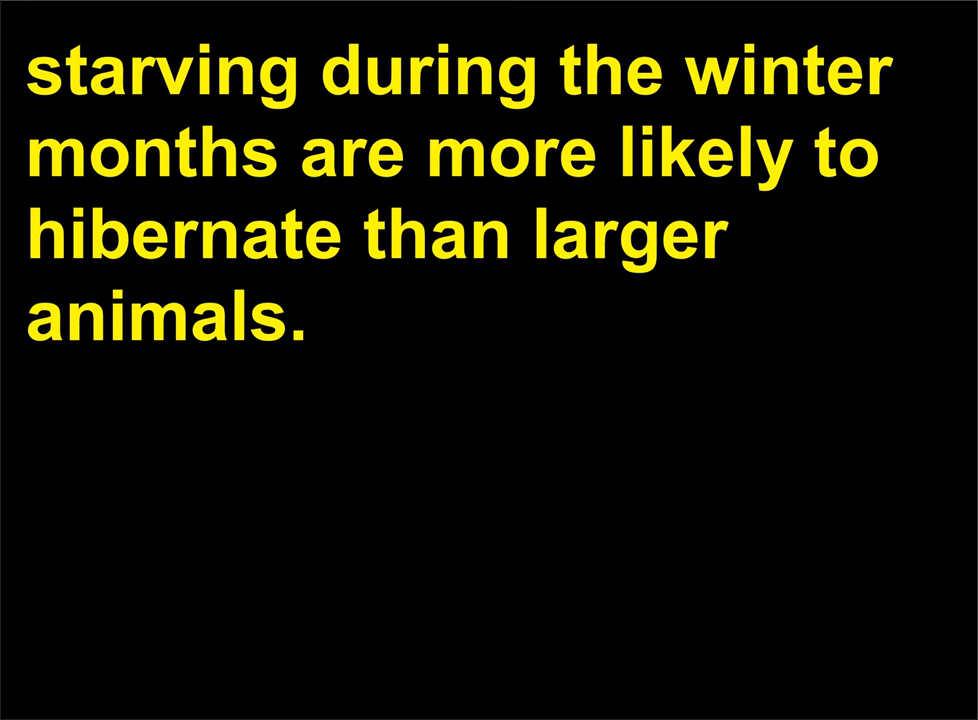 starving during the winter
months are more likely to
hibernate than larger
animals.